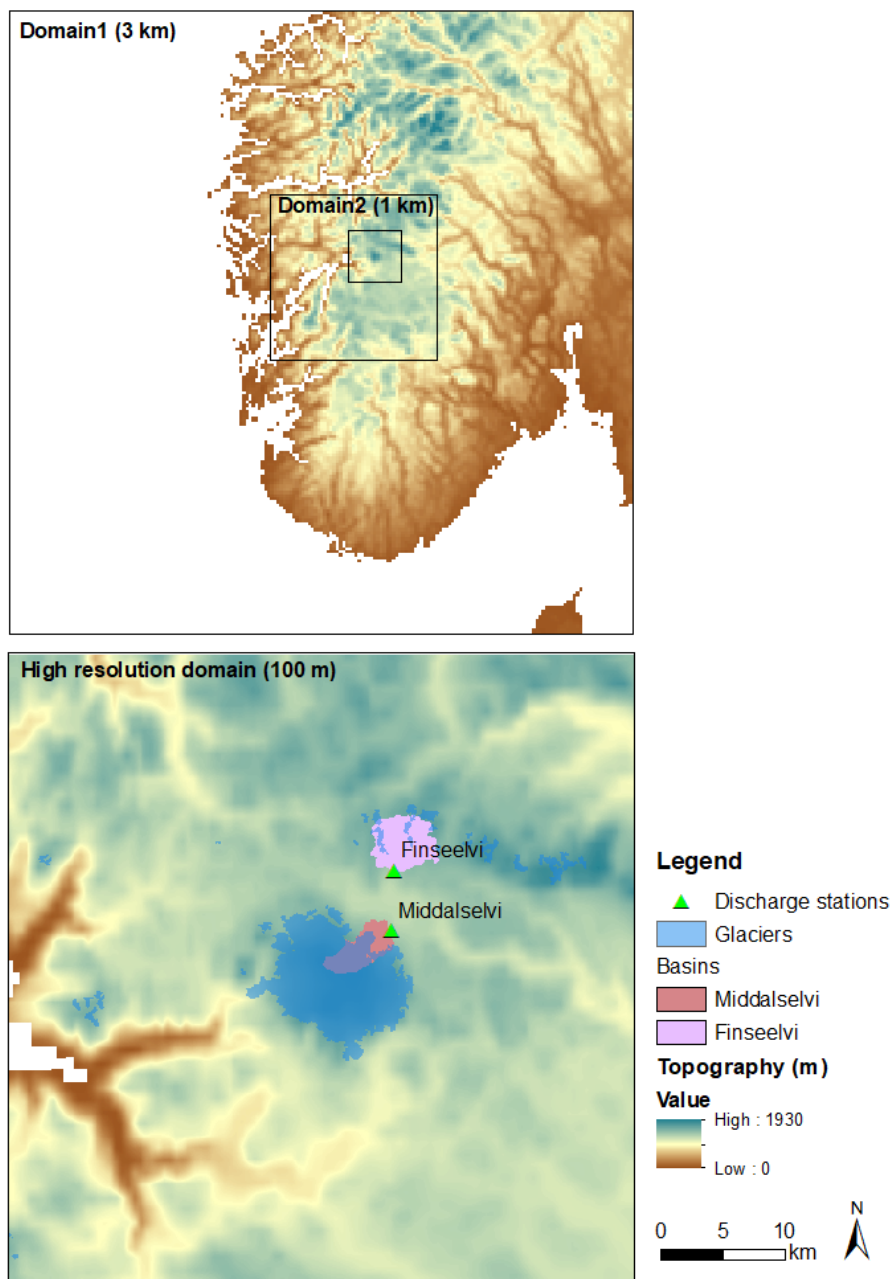 Domain1 (3 km)
Domain2 (1 km)
High resolution domain (100 m)
Finseelvi
Middalselvi
Legend
Discharge stations
Glaciers
Basins
Middalselvi
Finseelvi
Topography (m)
Value
High : 1930
Low : 0
N
0 5 10
km